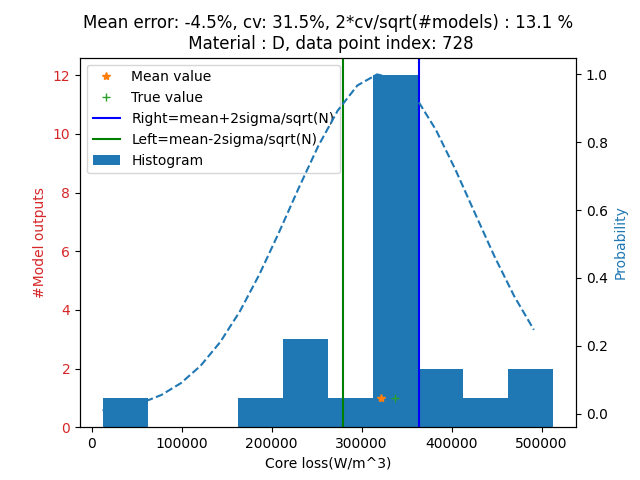 Mean error: -4.5%, cv: 31.5%, 2*cv/sqrt(#models) : 13.1 %
Material : D, data point index: 728
Mean value
True value
Right=mean+2sigma/sqrt(N)
Left=mean-2sigma/sqrt(N)
Histogram
12
10
8
6
4
2
0
#Model outputs
1.0
0.8
0.6
0.4
0.2
0.0
Probability
0 100000 200000 300000 400000 500000
Core loss(W/m^3)